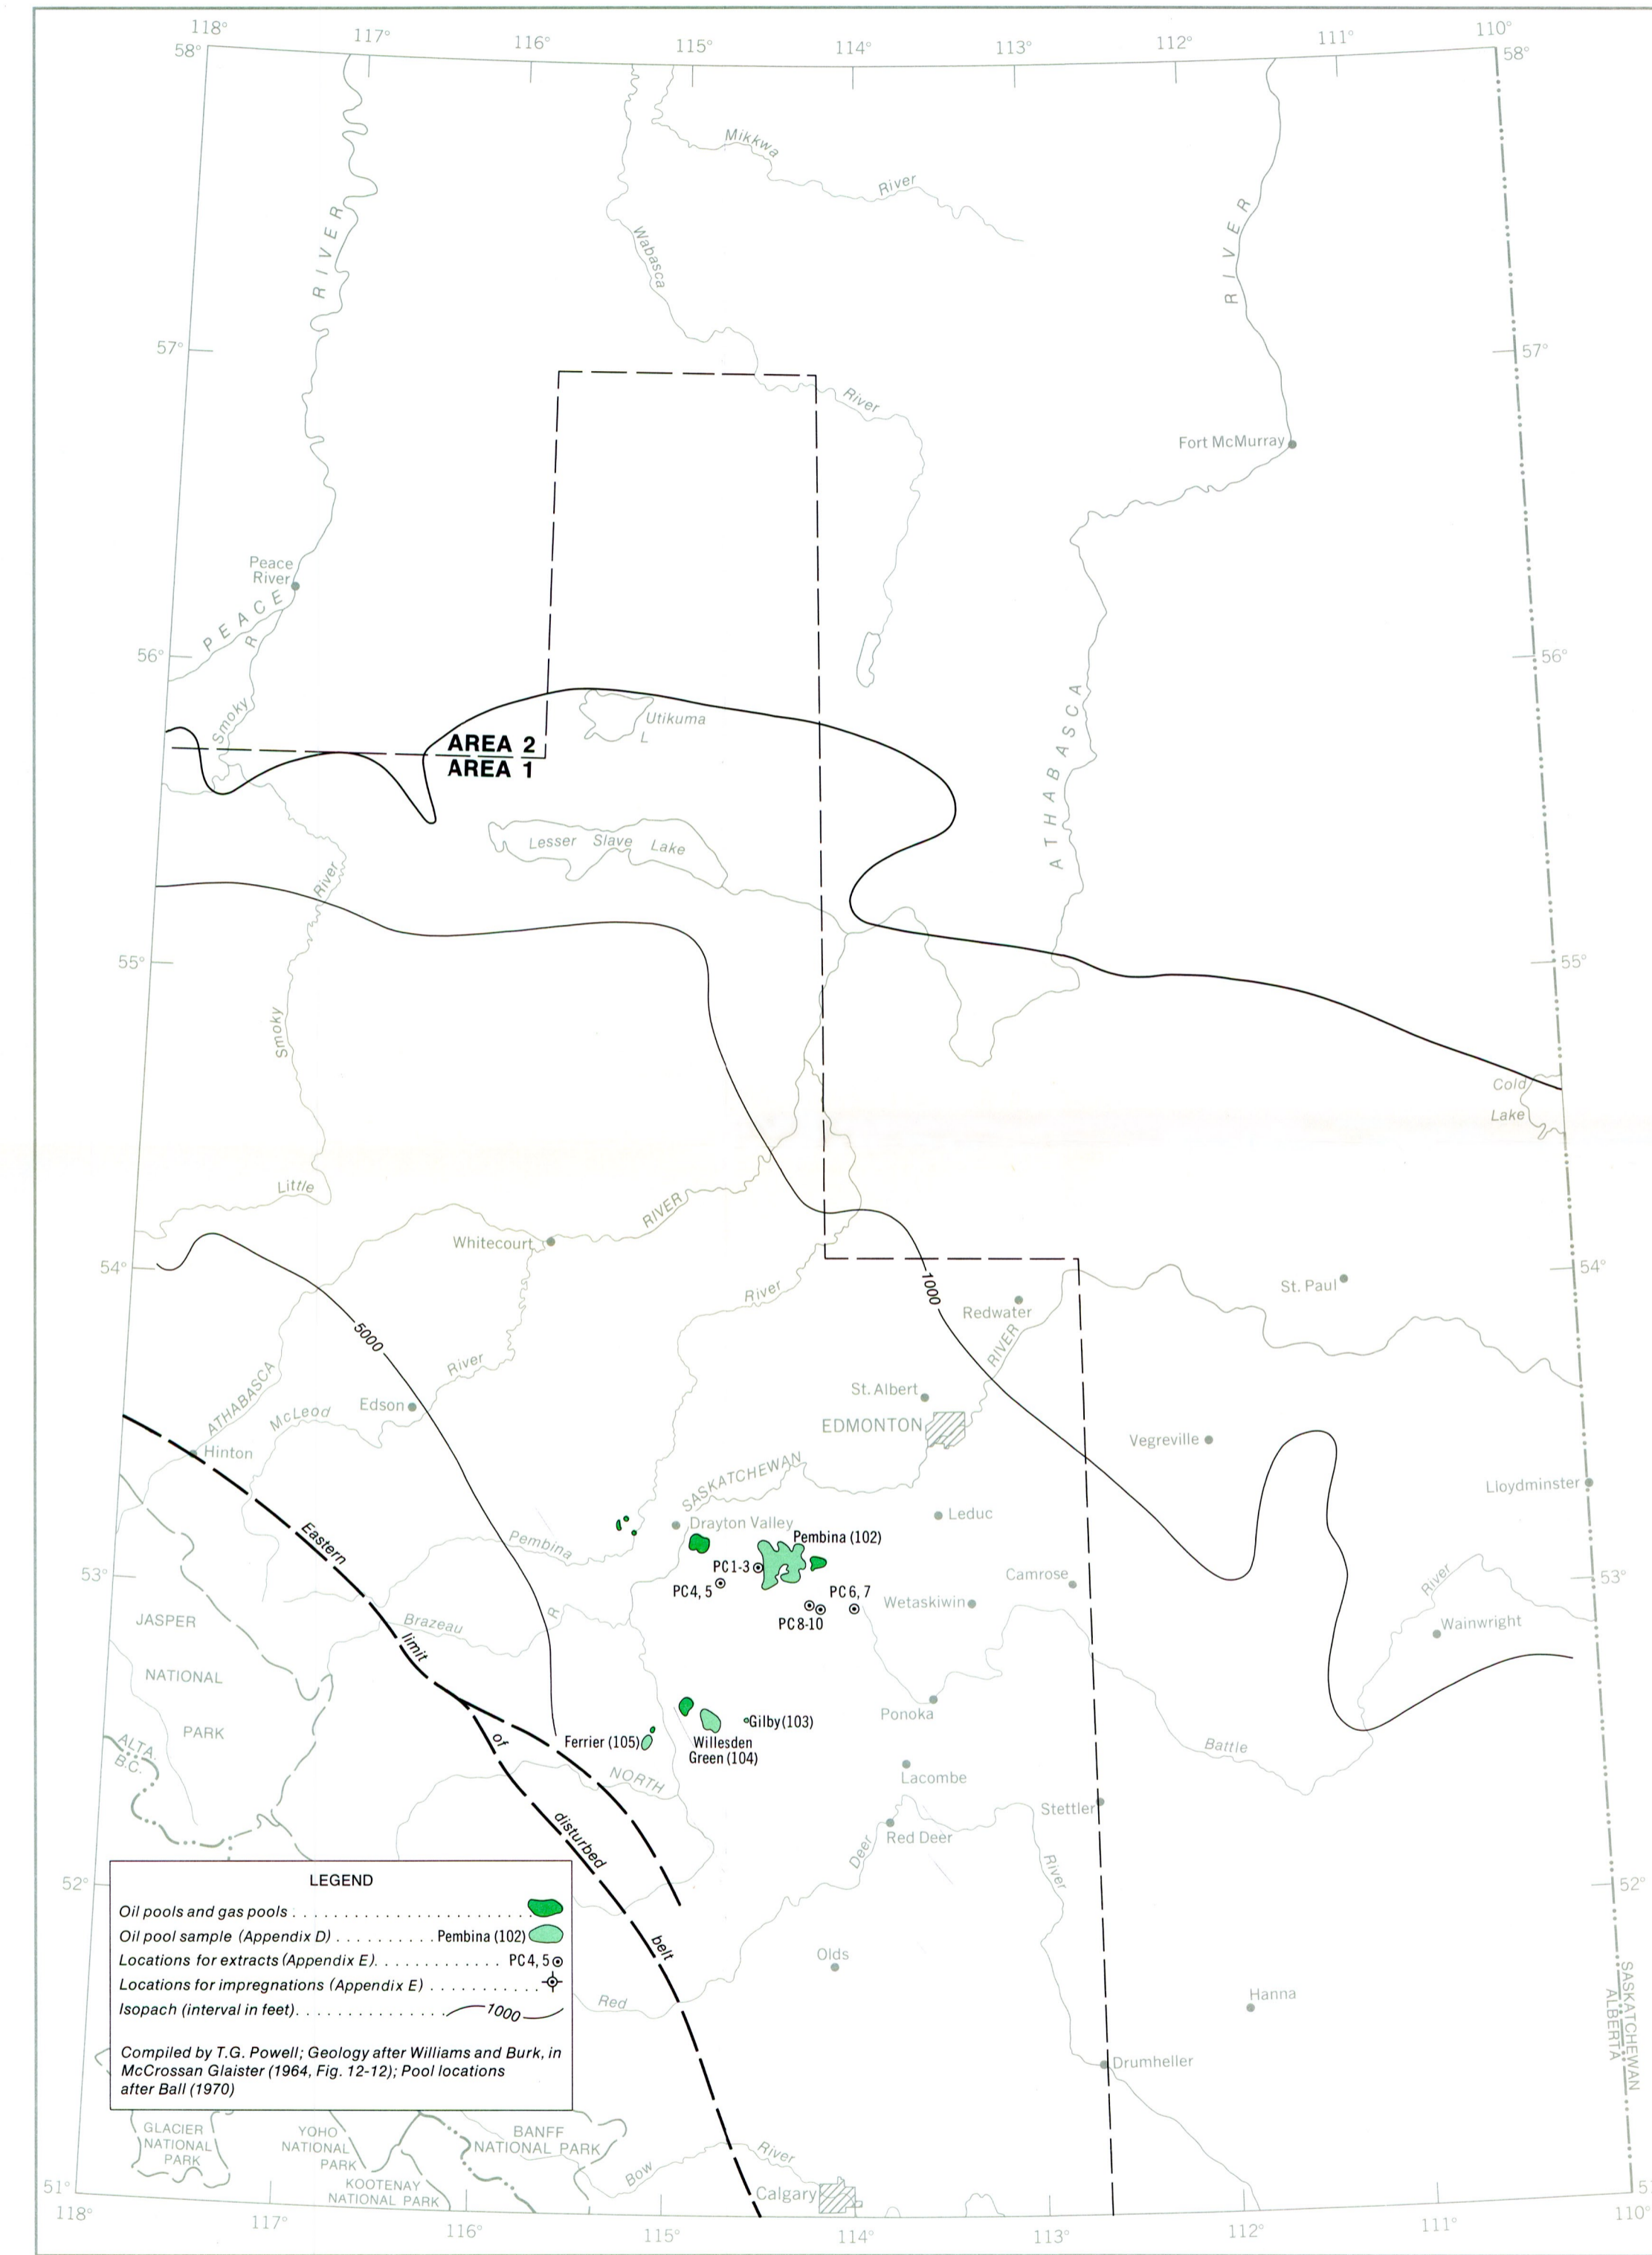 118°
117°
116°
115°
114°
113°
112°
111°
110°
58°
58°
Mikkwa
River
RIVER
Wabasca
RIVER
57°
57°
River
Fort McMurray
Peace
River
PEACE
R
56°
56°
Smoky
Utikuma
L
AREA 2
AREA 1
ATHABASCA
Lesser Slave Lake
River
55°
55°
Smoky
Cold
Lake
Little
RIVER
Whitecourt
54°
54°
River
1000
St. Paul
Redwater
5000
RIVER
River
ATHABASCA
St. Albert
McLeod
Edson
EDMONTON
Hinton
Vegreville
SASKATCHEWAN
Lloydminster
Leduc
Drayton Valley
Eastern
Pembina
Pembina (102)
PC1-3
53°
53°
Camrose
PC4, 5
PC6, 7
River
Wetaskiwin
JASPER
Brazeau
R
PC8-10
Wainwright
limit
NATIONAL
Ponoka
Gilby (103)
PARK
ALTA.
B.C.
of
Ferrier (105)
Willesden
Green (104)
Battle
NORTH
Lacombe
Stettler
disturbed
Red Deer
Deer
River
52°
52°
LEGEND
Oil pools and gas pools . . . . . . . . . . . . . . . . . . . . . . . .
Oil pool sample (Appendix D) . . . . . . . . . . Pembina (102)
Locations for extracts (Appendix E). . . . . . . . . . . . . PC4, 5
Locations for impregnations (Appendix E) . . . . . . . . . . .
Isopach (interval in feet). . . . . . . . . . . . . . . 1000
Compiled by T.G. Powell; Geology after Williams and Burk, in
McCrossan Glaister (1964, Fig. 12-12); Pool locations
after Ball (1970)
belt
Olds
Red
Hanna
SASKATCHEWAN
ALBERTA
Drumheller
GLACIER
NATIONAL
PARK
YOHO
NATIONAL
PARK
BANFF
NATIONAL PARK
KOOTENAY
NATIONAL PARK
Bow
River
Calgary
51°
118°
117°
116°
115°
114°
113°
112°
111°
110°